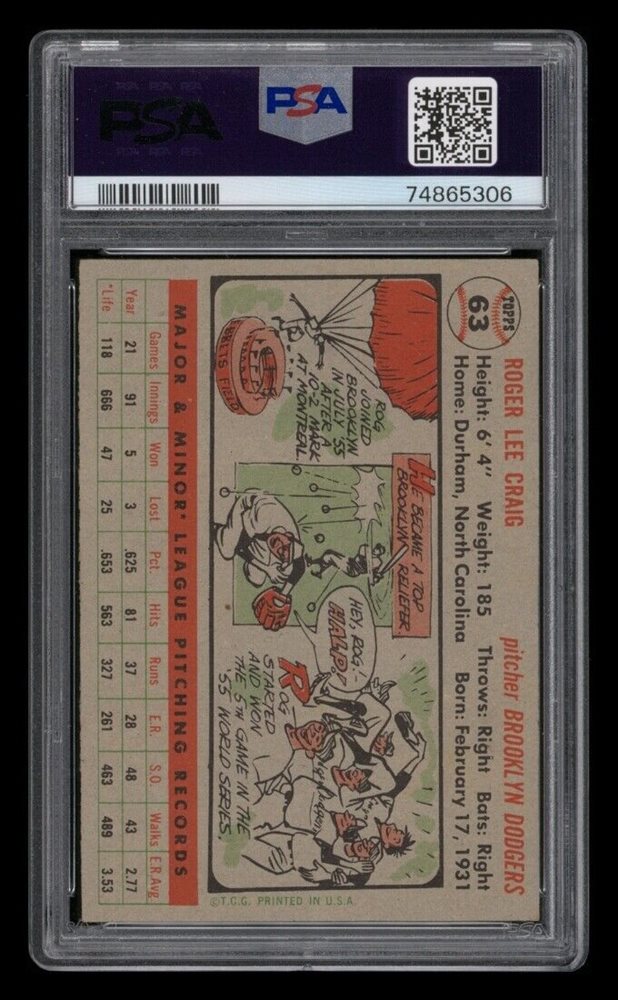 PSA
PSA
74865306
TOPPS
63
ROGER LEE CRAIG
pitcher BROOKLYN DODGERS
Height: 6' 4" Weight: 185 Throws: Right Bats: Right
Home: Durham, North Carolina Born: February 17, 1931
ROG
JOINED
BROOKLYN
IN JULY '55
AFTER A
10-2 MARK
AT MONTREAL.
EBBETS FIELD
HE BECAME A TOP
BROOKLYN RELIEFER.
HEY, ROG-
HALP!
ROG
STARTED
AND WON
THE 5TH GAME IN THE
'55 WORLD SERIES.
©T.C.G. PRINTED IN U.S.A.
MAJOR & MINOR* LEAGUE PITCHING RECORDS
Games Innings Won Lost Pct. Hits Runs E.R. S.O. Walks E.R.Avg.
Year 21 91 5 3 .625 81 37 28 48 43 2.77
*Life 118 666 47 25 .653 563 327 261 463 489 3.53